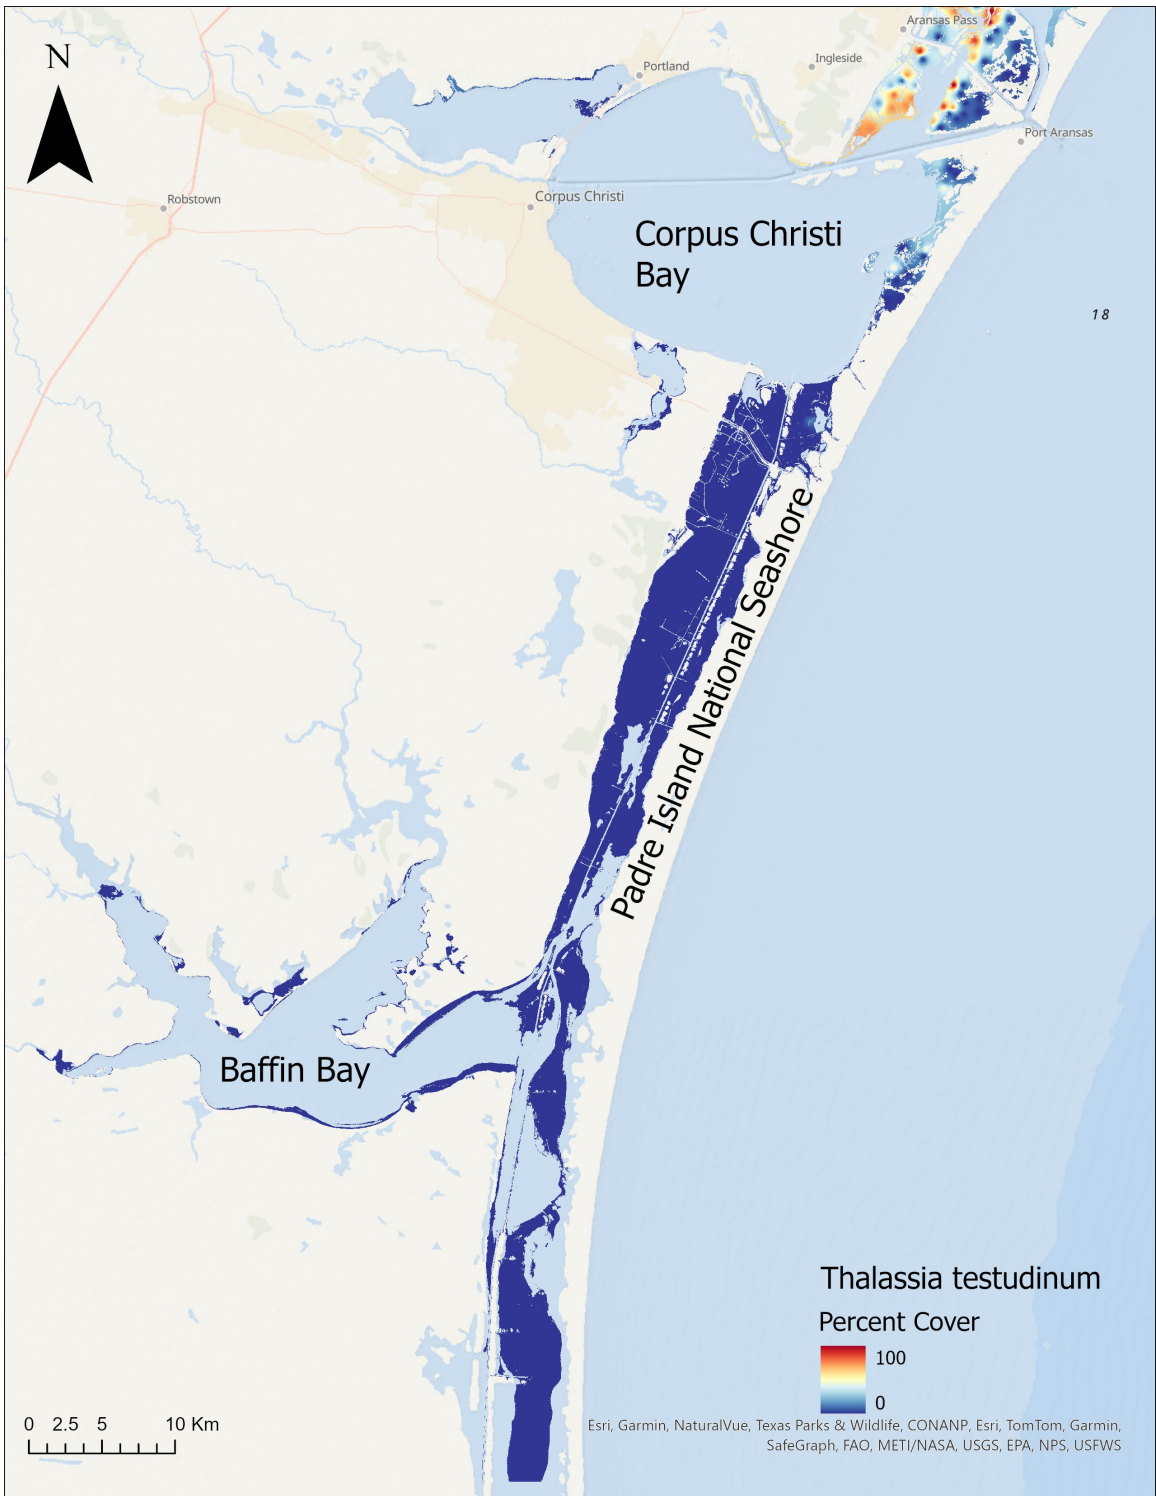 N
Aransas Pass
Portland
Ingleside
Port Aransas
Robstown
Corpus Christi
Corpus Christi
Bay
18
Padre Island National Seashore
Baffin Bay
Thalassia testudinum
Percent Cover
100
0
0 2.5 5 10 Km
Esri, Garmin, NaturalVue, Texas Parks & Wildlife, CONANP, Esri, TomTom, Garmin,
SafeGraph, FAO, METI/NASA, USGS, EPA, NPS, USFWS